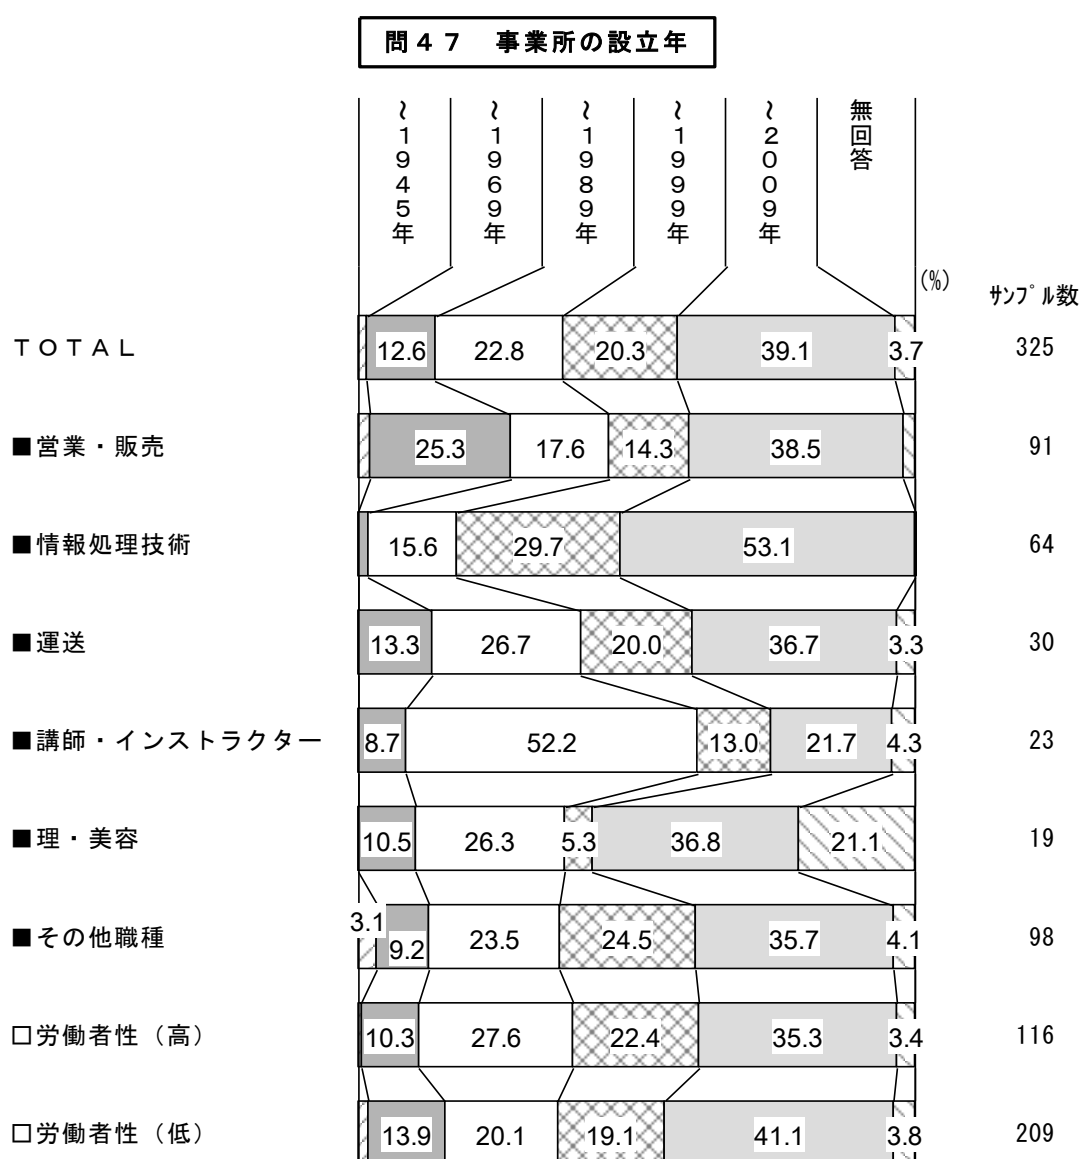 問４７　事業所の設立年
～１９４５年
～１９６９年
～１９８９年
～１９９９年
～２００９年
無回答
(%)
ｻﾝﾌﾟﾙ数
ＴＯＴＡＬ 12.6 22.8 20.3 39.1 3.7 325
■営業・販売 25.3 17.6 14.3 38.5 91
■情報処理技術 15.6 29.7 53.1 64
■運送 13.3 26.7 20.0 36.7 3.3 30
■講師・インストラクター 8.7 52.2 13.0 21.7 4.3 23
■理・美容 10.5 26.3 5.3 36.8 21.1 19
■その他職種 3.1 9.2 23.5 24.5 35.7 4.1 98
□労働者性（高） 10.3 27.6 22.4 35.3 3.4 116
□労働者性（低） 13.9 20.1 19.1 41.1 3.8 209